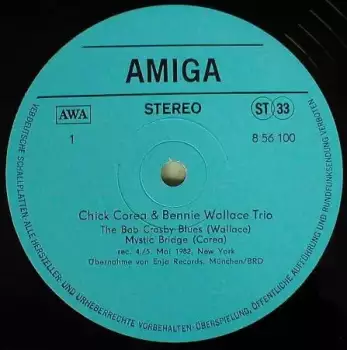 AMIGA
AWA
STEREO
ST 33
1
8 56 100
Chick Corea & Bennie Wallace Trio
The Bob Crosby Blues (Wallace)
Mystic Bridge (Corea)
rec. 4./5. Mai 1982, New York
Übernahme von Enja Records, München/BRD
VEB DEUTSCHE SCHALLPLATTEN. ALLE HERSTELLER- UND URHEBERRECHTE VORBEHALTEN · ÜBERSPIELUNG, ÖFFENTLICHE AUFFÜHRUNG UND RUNDFUNKSENDUNG VERBOTEN